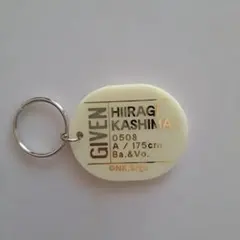 GIVEN
HIIRAGI
KASHIMA
0508
A / 175cm
Ba.&Vo.